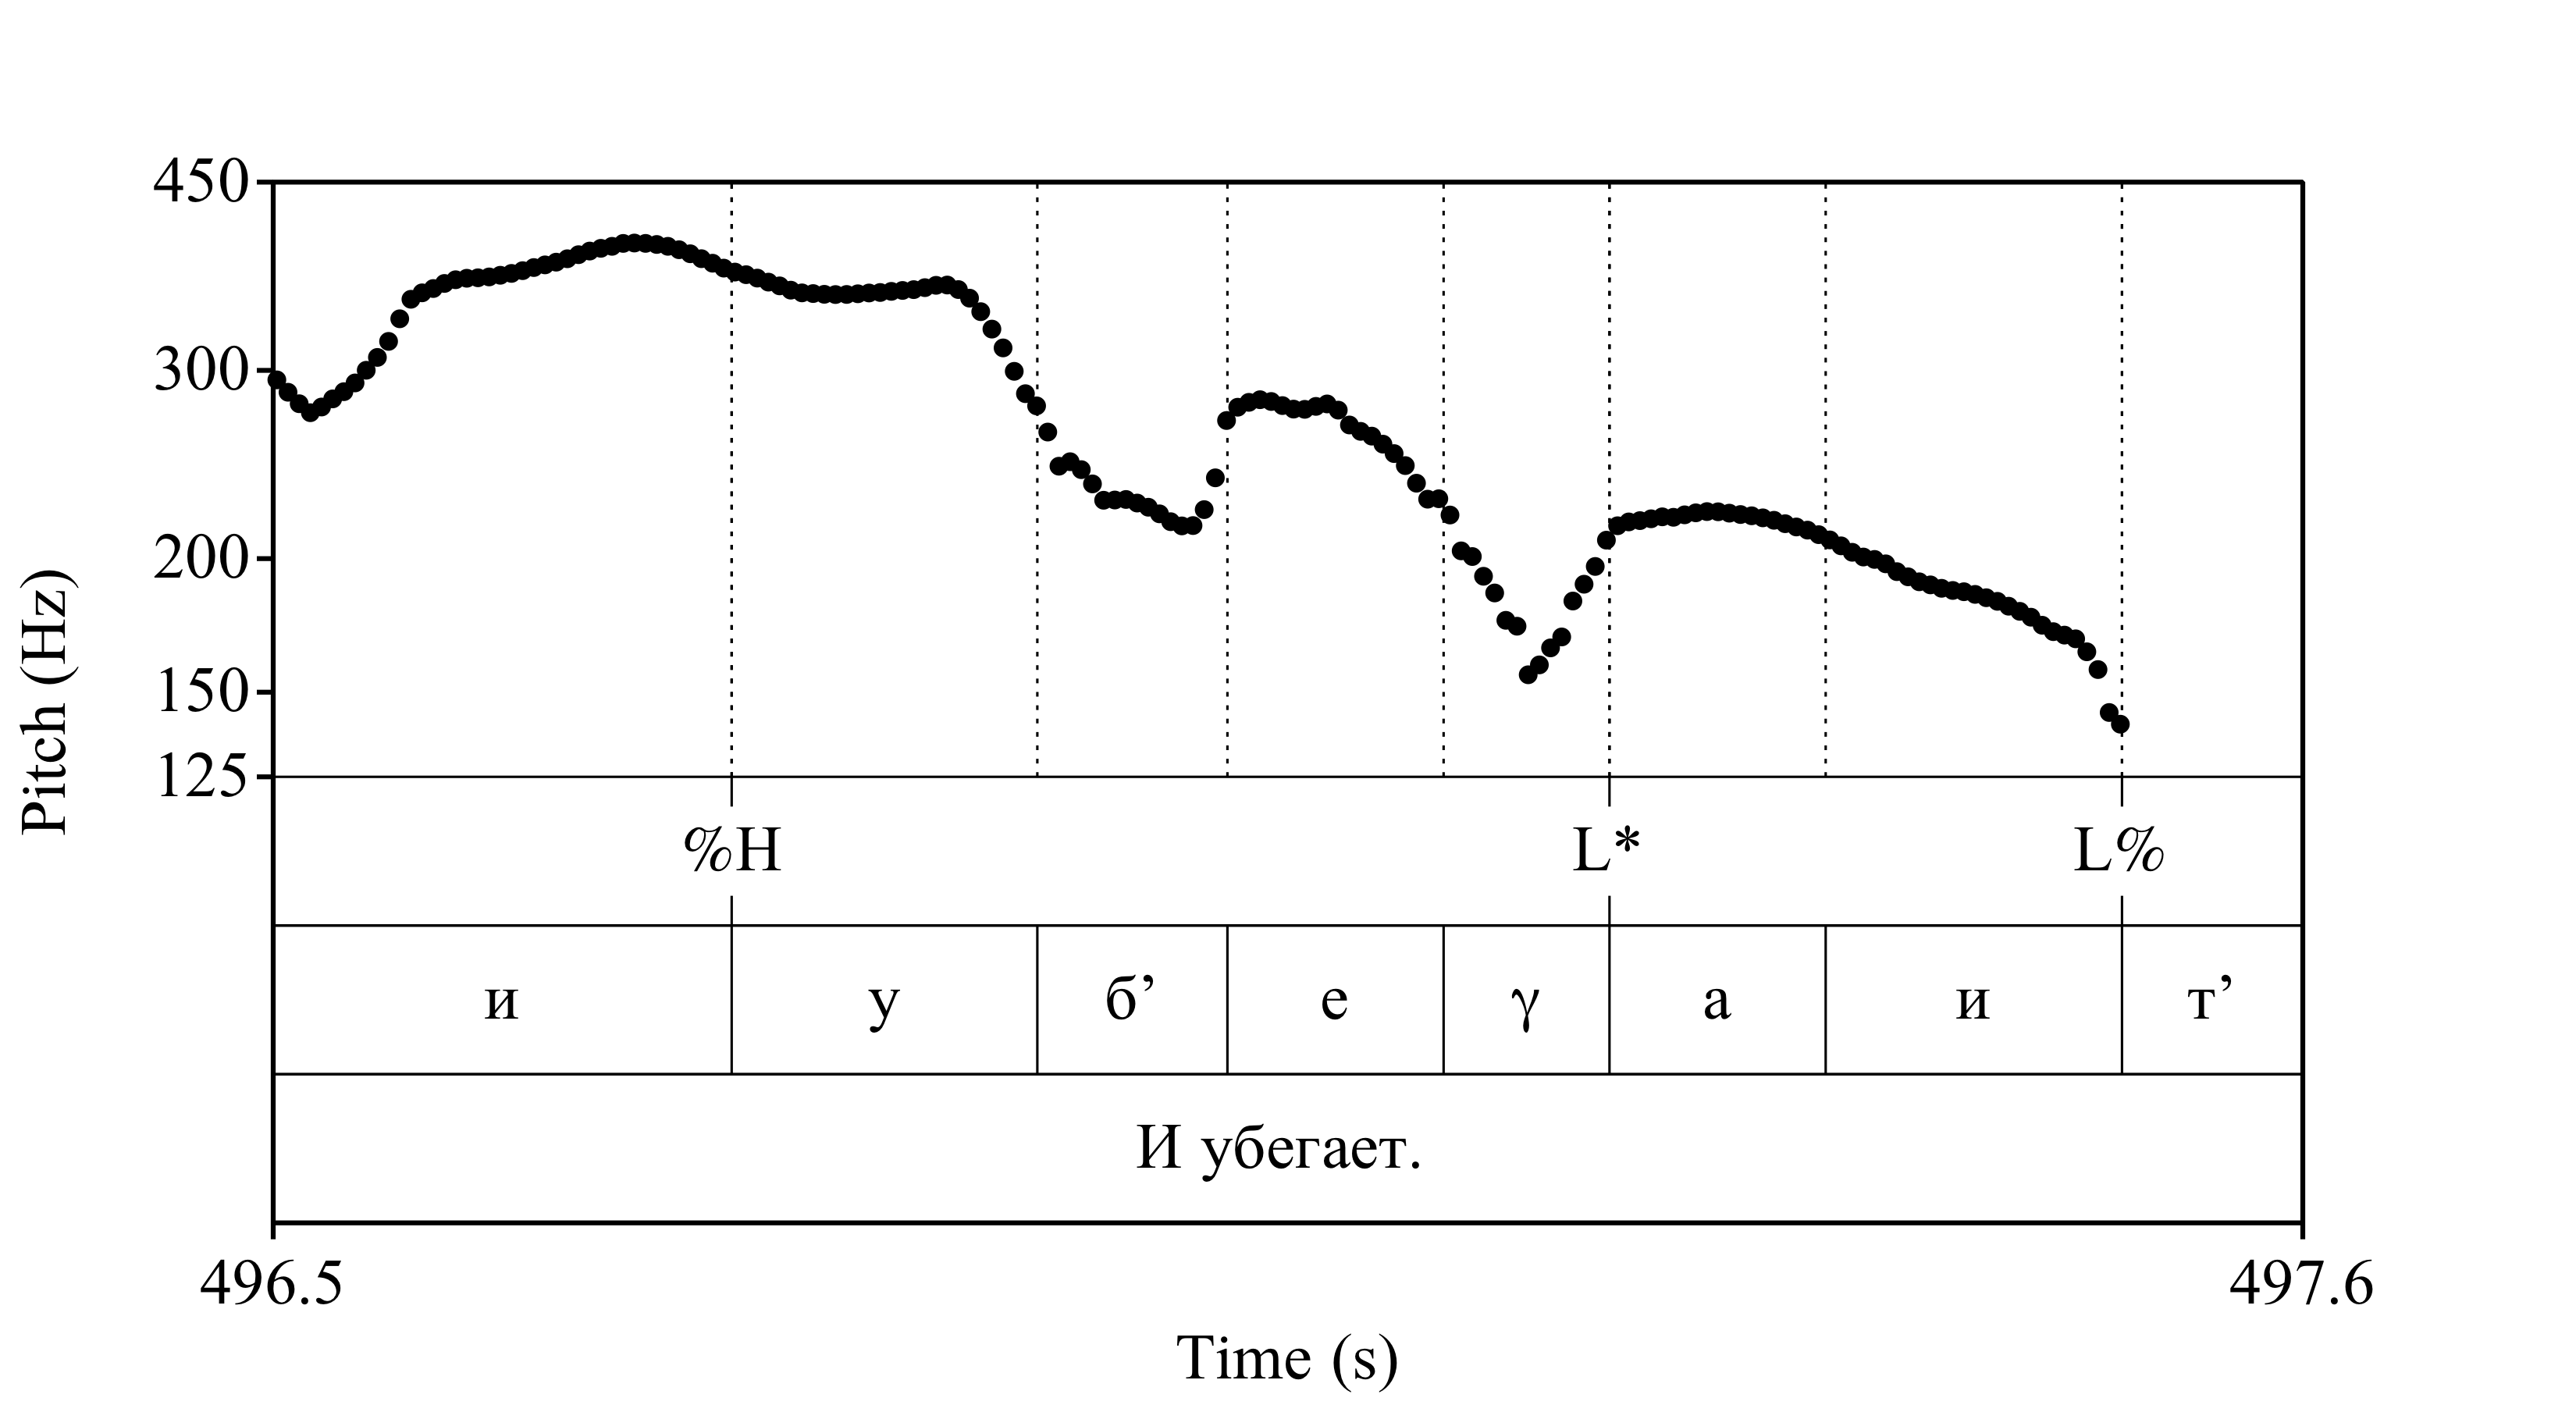 450
300
200
150
125
Pitch (Hz)
%H L* L%
и у б’ е γ а и т’
И убегает.
496.5 497.6
Time (s)